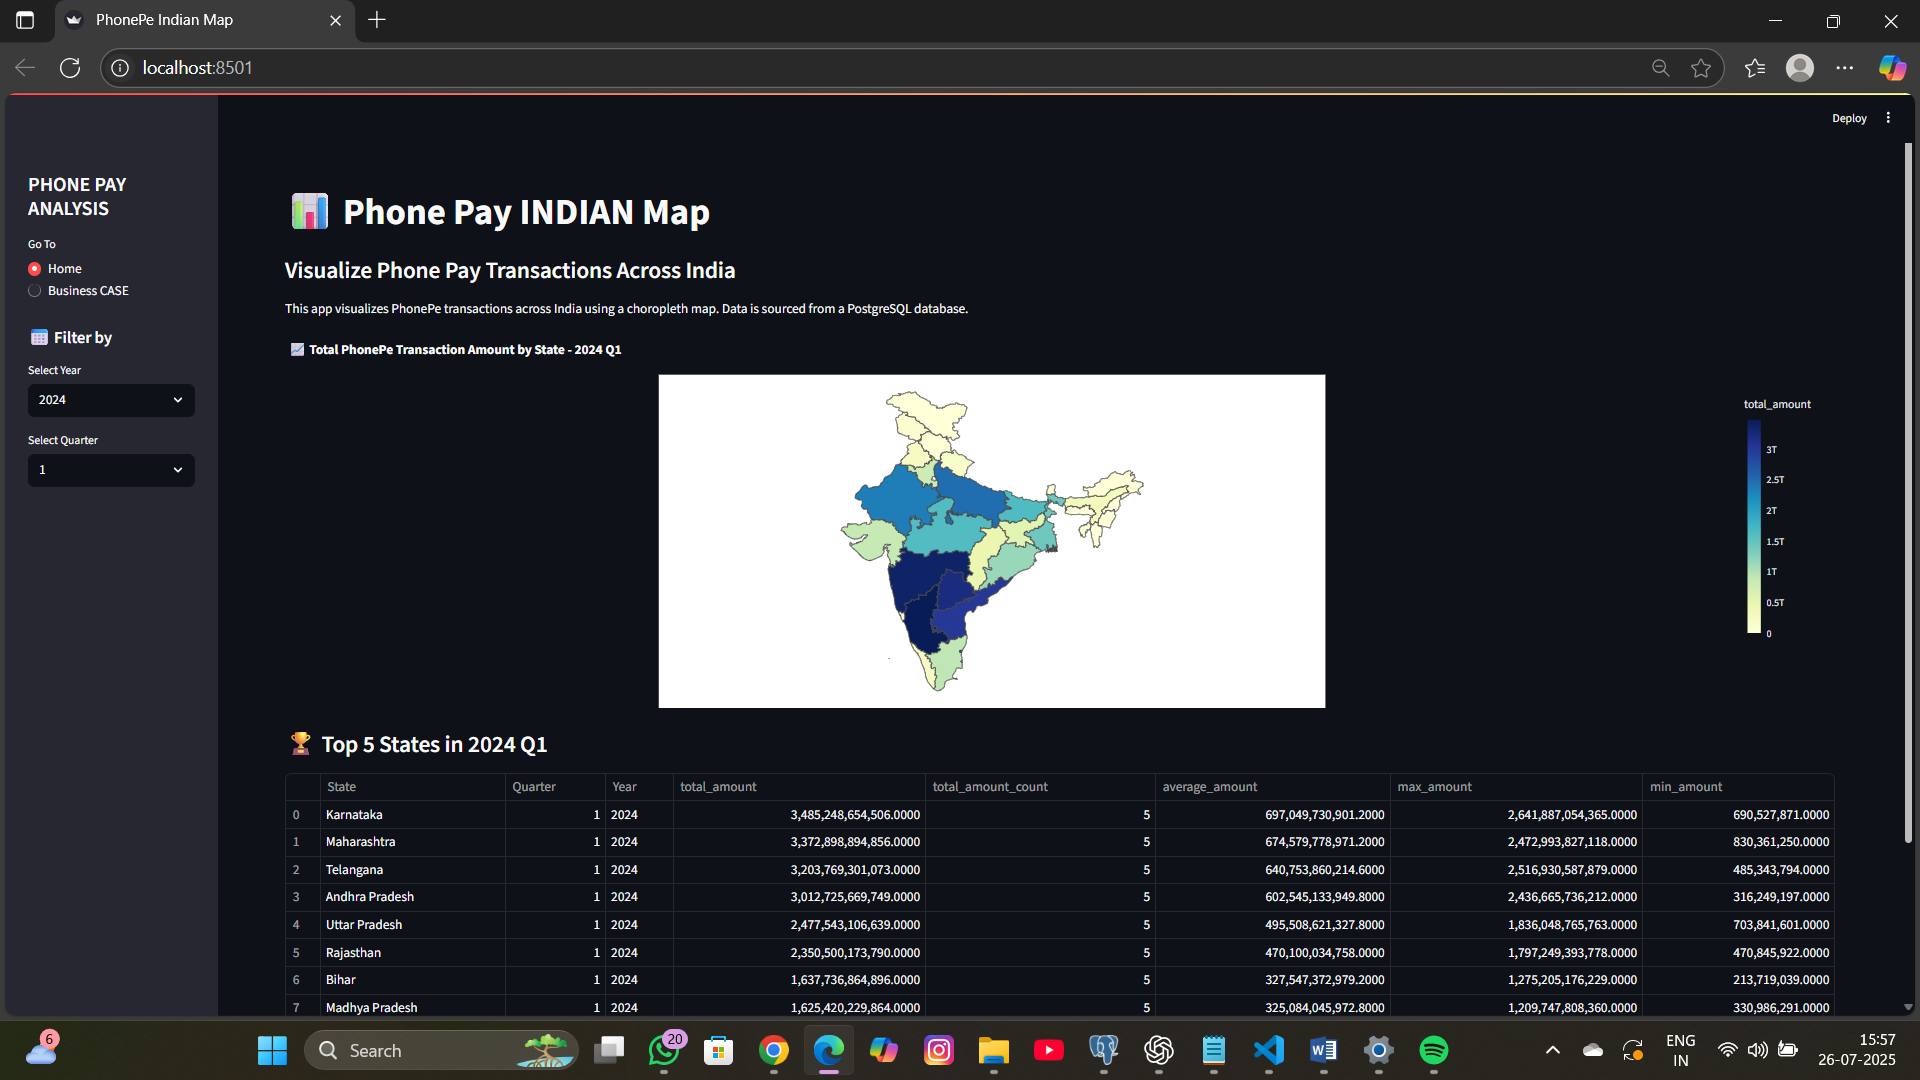 PhonePe Indian Map
localhost:8501
Deploy
PHONE PAY
ANALYSIS
Go To
Home
Business CASE
Filter by
Select Year
2024
Select Quarter
1
Phone Pay INDIAN Map
Visualize Phone Pay Transactions Across India
This app visualizes PhonePe transactions across India using a choropleth map. Data is sourced from a PostgreSQL database.
Total PhonePe Transaction Amount by State - 2024 Q1
total_amount
3T
2.5T
2T
1.5T
1T
0.5T
0
Top 5 States in 2024 Q1
State Quarter Year total_amount total_amount_count average_amount max_amount min_amount
0 Karnataka 1 2024 3,485,248,654,506.0000 5 697,049,730,901.2000 2,641,887,054,365.0000 690,527,871.0000
1 Maharashtra 1 2024 3,372,898,894,856.0000 5 674,579,778,971.2000 2,472,993,827,118.0000 830,361,250.0000
2 Telangana 1 2024 3,203,769,301,073.0000 5 640,753,860,214.6000 2,516,930,587,879.0000 485,343,794.0000
3 Andhra Pradesh 1 2024 3,012,725,669,749.0000 5 602,545,133,949.8000 2,436,665,736,212.0000 316,249,197.0000
4 Uttar Pradesh 1 2024 2,477,543,106,639.0000 5 495,508,621,327.8000 1,836,048,765,763.0000 703,841,601.0000
5 Rajasthan 1 2024 2,350,500,173,790.0000 5 470,100,034,758.0000 1,797,249,393,778.0000 470,845,922.0000
6 Bihar 1 2024 1,637,736,864,896.0000 5 327,547,372,979.2000 1,275,205,176,229.0000 213,719,039.0000
7 Madhya Pradesh 1 2024 1,625,420,229,864.0000 5 325,084,045,972.8000 1,209,747,808,360.0000 330,986,291.0000
6
Search
20
ENG
IN
15:57
26-07-2025